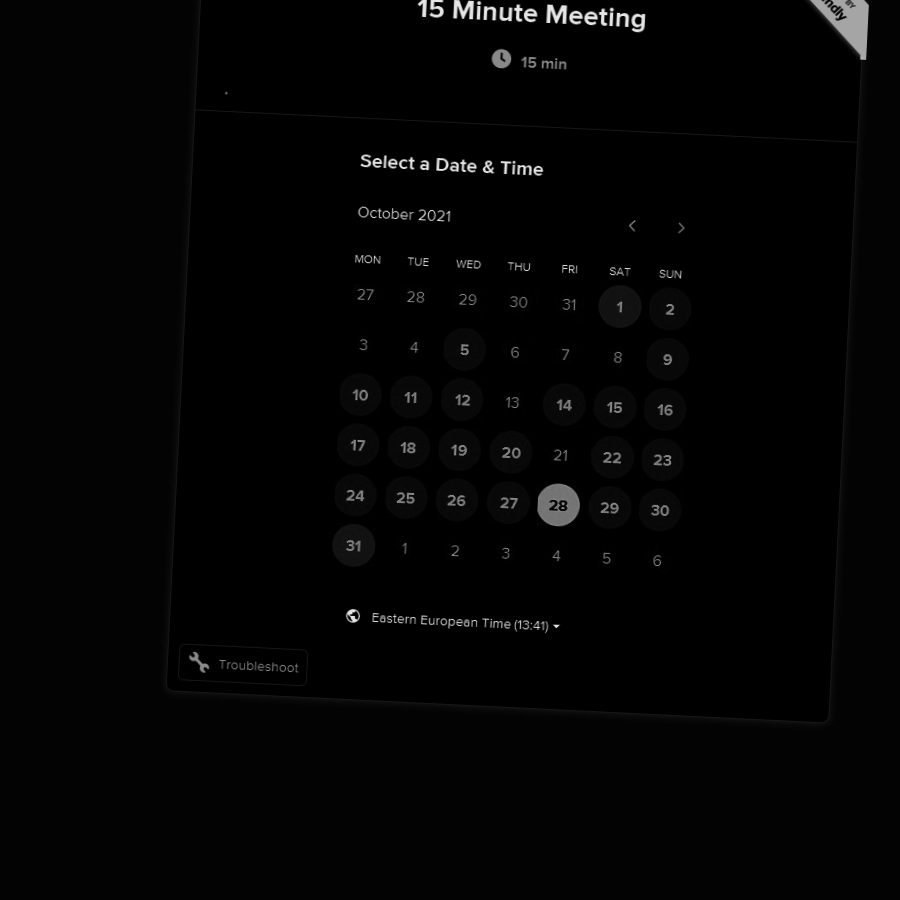 15 Minute Meeting
15 min
BY
ndly
Select a Date & Time
October 2021
MON TUE WED THU FRI SAT SUN
27 28 29 30 31 1 2
3 4 5 6 7 8 9
10 11 12 13 14 15 16
17 18 19 20 21 22 23
24 25 26 27 28 29 30
31 1 2 3 4 5 6
Eastern European Time (13:41)
Troubleshoot